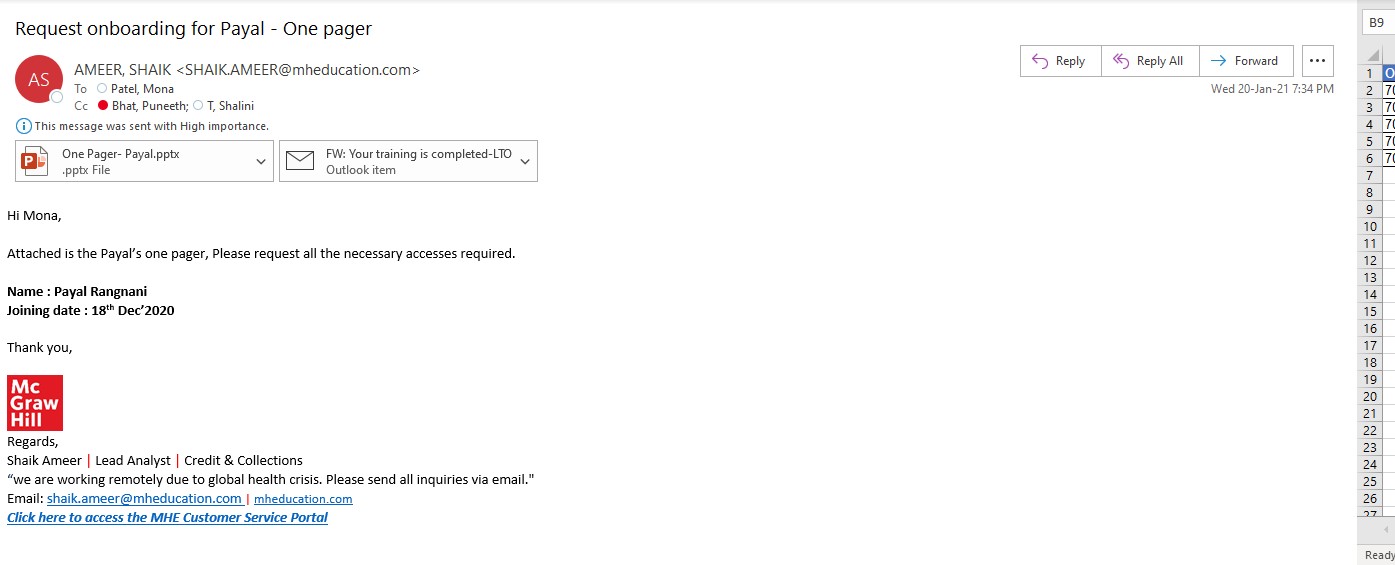 Request onboarding for Payal - One pager
AS
AMEER, SHAIK <SHAIK.AMEER@mheducation.com>
To Patel, Mona
Cc Bhat, Puneeth; T, Shalini
Reply
Reply All
Forward
...
Wed 20-Jan-21 7:34 PM
i This message was sent with High importance.
P
One Pager- Payal.pptx
.pptx File
FW: Your training is completed-LTO
Outlook item
Hi Mona,
Attached is the Payal's one pager, Please request all the necessary accesses required.
Name : Payal Rangnani
Joining date : 18th Dec'2020
Thank you,
Mc
Graw
Hill
Regards,
Shaik Ameer | Lead Analyst | Credit & Collections
“we are working remotely due to global health crisis. Please send all inquiries via email."
Email: shaik.ameer@mheducation.com | mheducation.com
Click here to access the MHE Customer Service Portal
B9
1
2 70
3 70
4 70
5 70
6 70
7
8
9
10
11
12
13
14
15
16
17
18
19
20
21
22
23
24
25
26
27
Ready